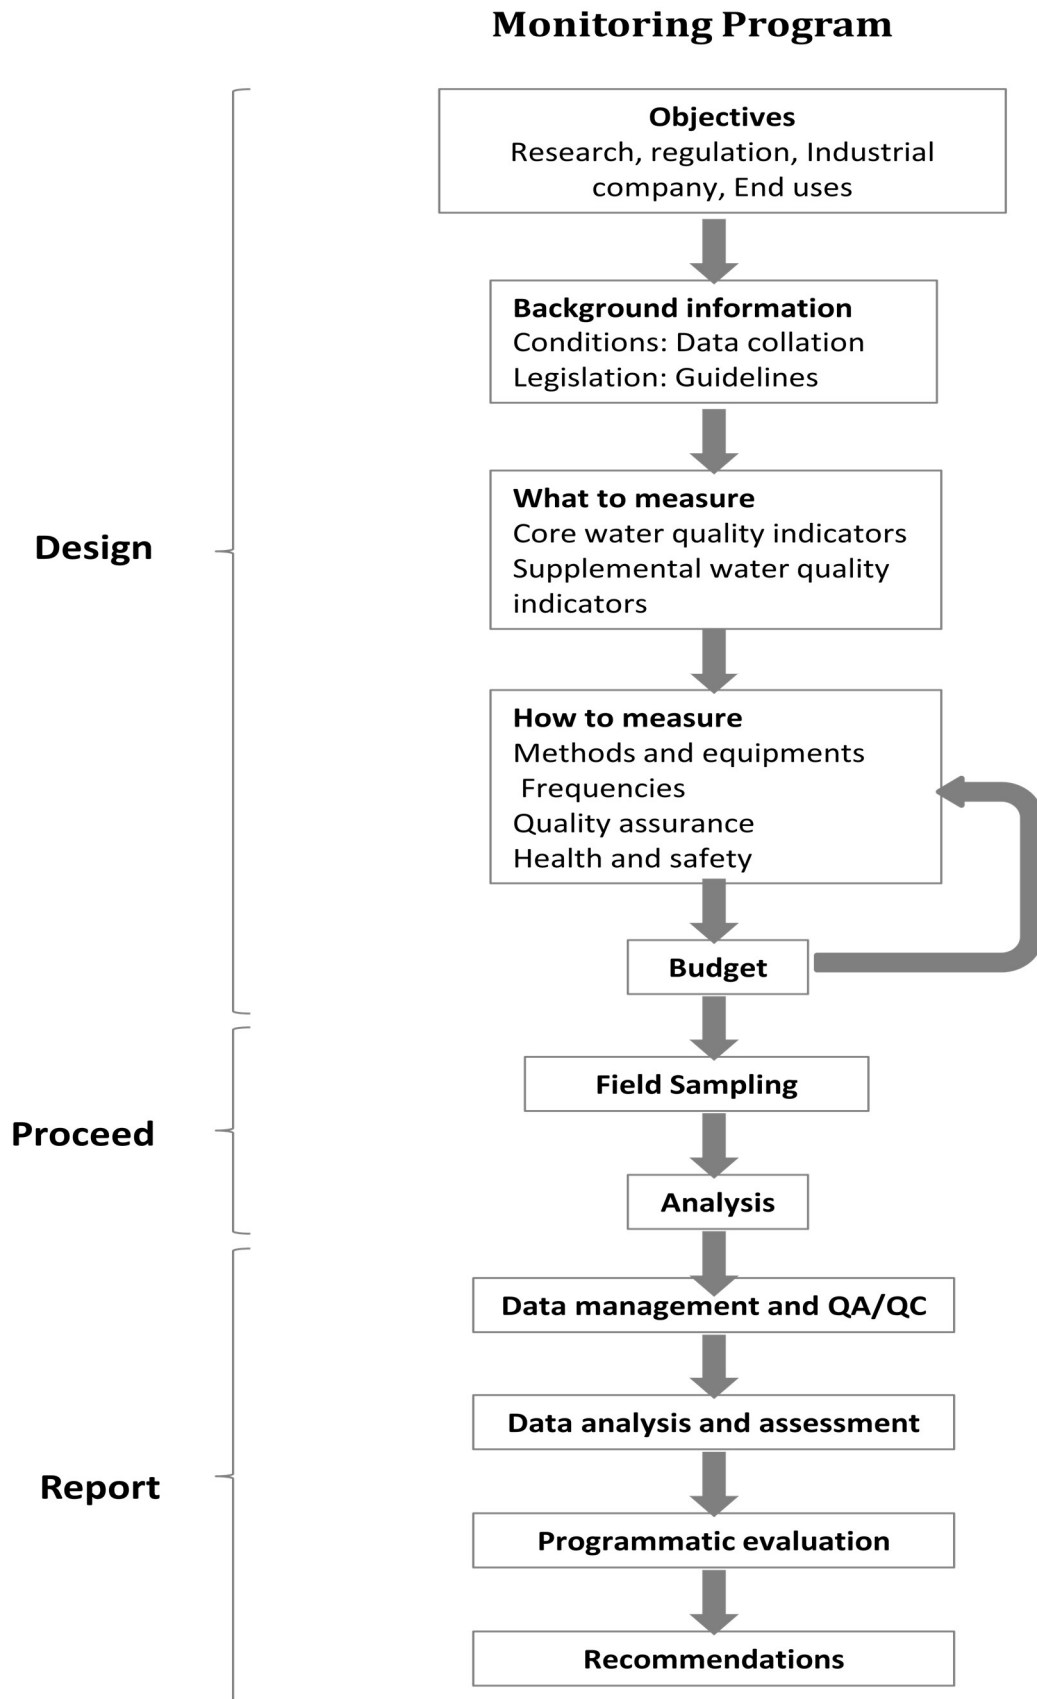 Monitoring Program
Objectives
Research, regulation, Industrial
company, End uses
Background information
Conditions: Data collation
Legislation: Guidelines
What to measure
Core water quality indicators
Supplemental water quality
indicators
Design
How to measure
Methods and equipments
Frequencies
Quality assurance
Health and safety
Budget
Field Sampling
Proceed
Analysis
Data management and QA/QC
Data analysis and assessment
Report
Programmatic evaluation
Recommendations